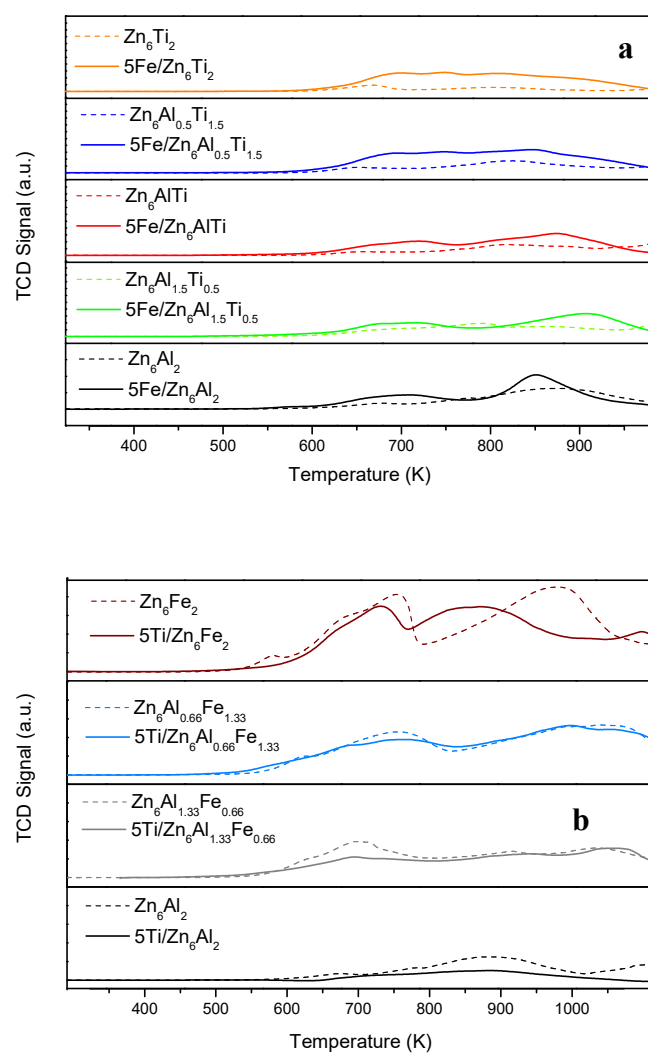 a
Zn6Ti2
5Fe/Zn6Ti2
Zn6Al0.5Ti1.5
5Fe/Zn6Al0.5Ti1.5
Zn6AlTi
5Fe/Zn6AlTi
Zn6Al1.5Ti0.5
5Fe/Zn6Al1.5Ti0.5
Zn6Al2
5Fe/Zn6Al2
TCD Signal (a.u.)
400 500 600 700 800 900
Temperature (K)
Zn6Fe2
5Ti/Zn6Fe2
Zn6Al0.66Fe1.33
5Ti/Zn6Al0.66Fe1.33
Zn6Al1.33Fe0.66
5Ti/Zn6Al1.33Fe0.66
b
Zn6Al2
5Ti/Zn6Al2
TCD Signal (a.u.)
400 500 600 700 800 900 1000
Temperature (K)